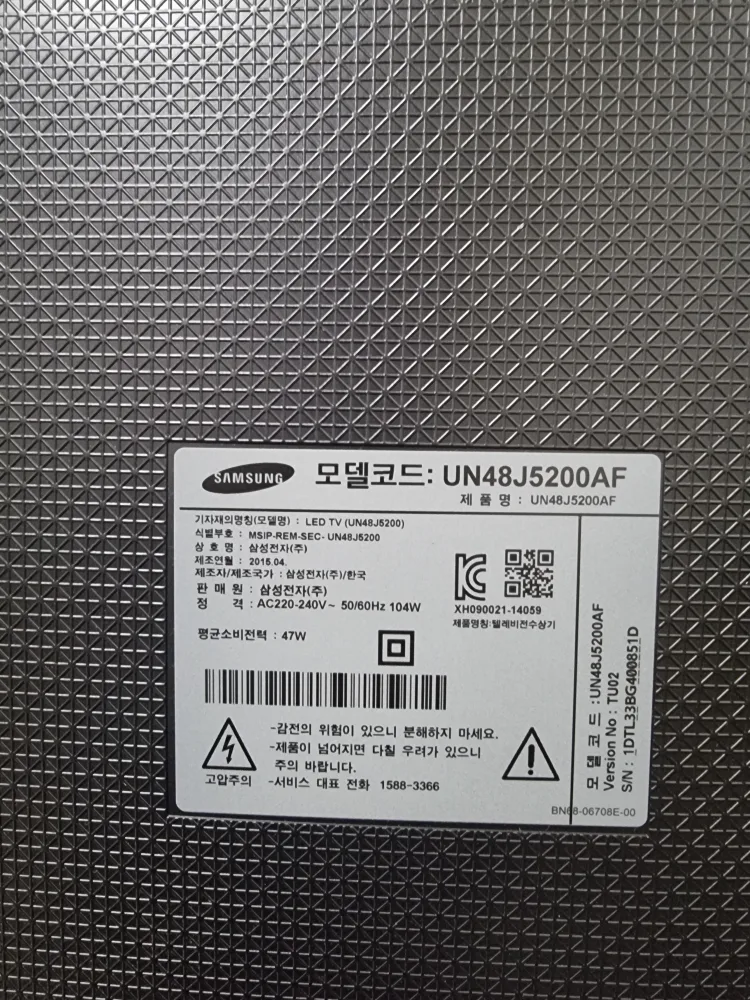 SAMSUNG 모델코드: UN48J5200AF
제 품 명 : UN48J5200AF
기자재의명칭(모델명) : LED TV (UN48J5200)
식별부호 : MSIP-REM-SEC- UN48J5200
상 호 명 : 삼성전자(주)
제조연월 : 2015.04.
제조자/제조국가 : 삼성전자(주)/한국
판 매 원 : 삼성전자(주)
정 격 : AC220-240V~ 50/60Hz 104W
XH090021-14059
제품명칭:텔레비전수상기
평균소비전력 : 47W
-감전의 위험이 있으니 분해하지 마세요.
-제품이 넘어지면 다칠 우려가 있으니
주의 바랍니다.
고압주의 -서비스 대표 전화 1588-3366
모 델 코 드 :UN48J5200AF
Version No : TU02
S/N : 1DTL33BG400851D
BN68-06708E-00